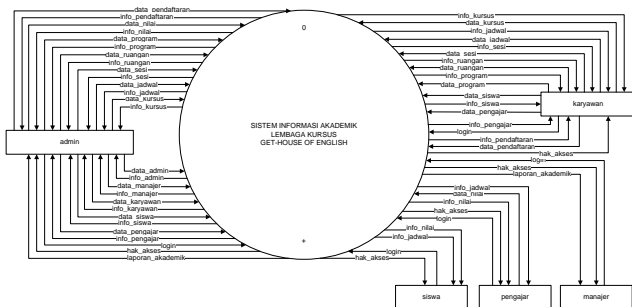 data_pendaftaran
info_pendaftaran
data_nilai
info_nilai
data_program
info_program
data_ruangan
info_ruangan
data_sesi
info_sesi
data_jadwal
info_jadwal
data_kursus
info_kursus
admin
data_admin
info_admin
data_manajer
info_manajer
data_karyawan
info_karyawan
data_siswa
info_siswa
data_pengajar
info_pengajar
login
hak_akses
laporan_akademik
0
SISTEM INFORMASI AKADEMIK
LEMBAGA KURSUS
GET-HOUSE OF ENGLISH
+
info_kursus
data_kursus
info_jadwal
data_jadwal
info_sesi
data_sesi
info_ruangan
data_ruangan
info_program
data_program
data_siswa
info_siswa
data_pengajar
karyawan
info_pengajar
login
info_pendaftaran
data_pendaftaran
hak_akses
login
hak_akses
laporan_akademik
info_jadwal
data_nilai
info_nilai
hak_akses
login
info_nilai
info_jadwal
login
hak_akses
siswa
pengajar
manajer